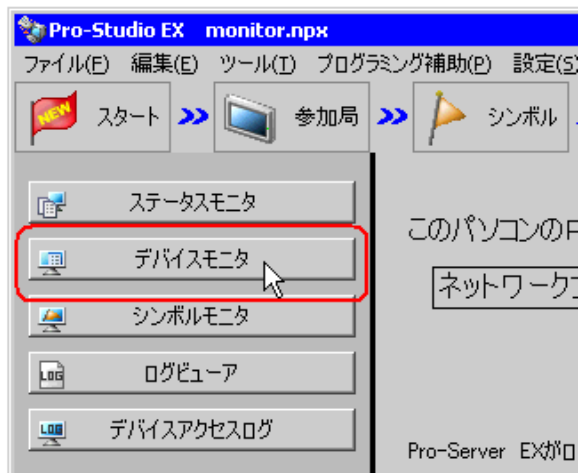 Pro-Studio EX monitor.npx
ファイル(F) 編集(E) ツール(T) プログラミング補助(P) 設定(S)
NEW スタート 参加局 シンボル
ステータスモニタ
このパソコンの
デバイスモニタ
ネットワーク
シンボルモニタ
LOG ログビューア
LOG デバイスアクセスログ
Pro-Server EXが